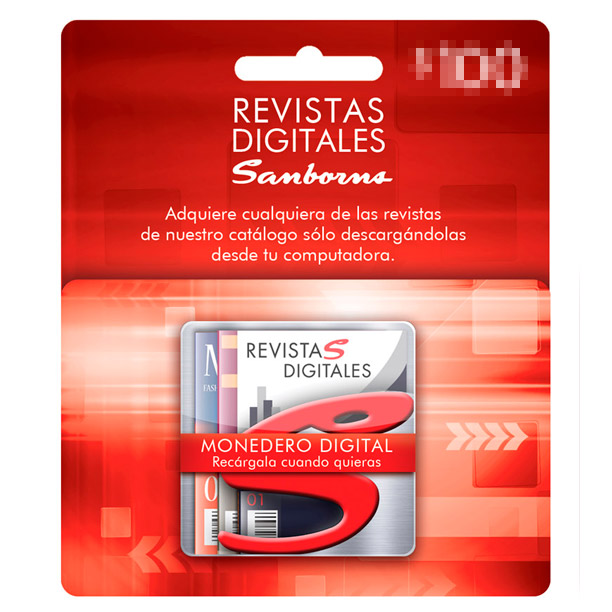 REVISTAS
DIGITALES
Sanborns
Adquiere cualquiera de las revistas
de nuestro catálogo sólo descargándolas
desde tu computadora.
REVISTAS
DIGITALES
MONEDERO DIGITAL
Recárgala cuando quieras
01